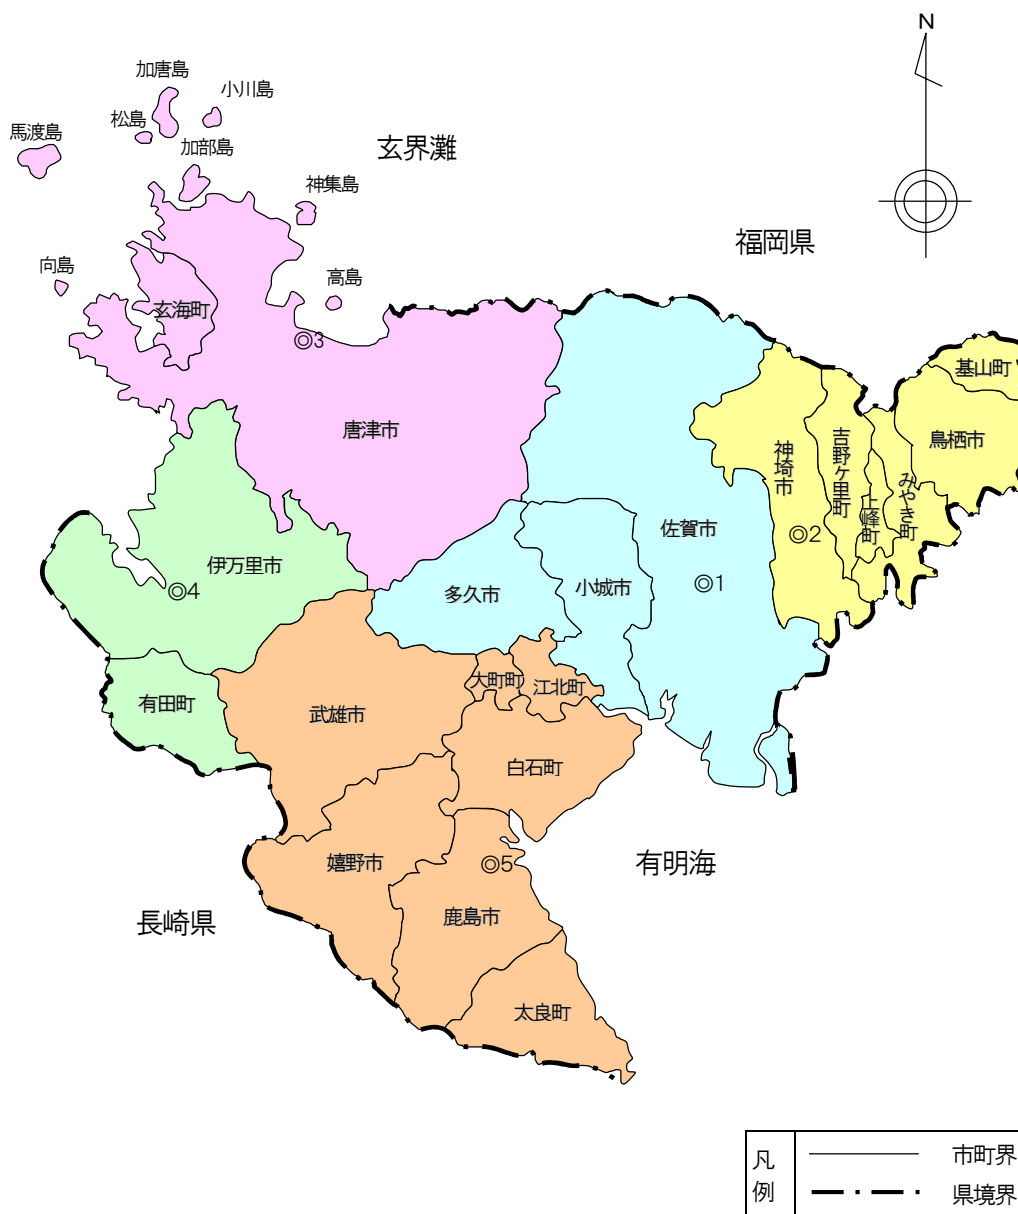 N
加唐島
小川島
松島
馬渡島
加部島
玄界灘
神集島
福岡県
向島
高島
玄海町
◎3
基山町
唐津市
吉野ヶ里町
鳥栖市
神埼市
みやき町
上峰町
佐賀市
◎2
伊万里市
◎4
多久市
小城市
◎1
大町町
江北町
有田町
武雄市
白石町
嬉野市
◎5
有明海
長崎県
鹿島市
太良町
凡例
市町界
県境界